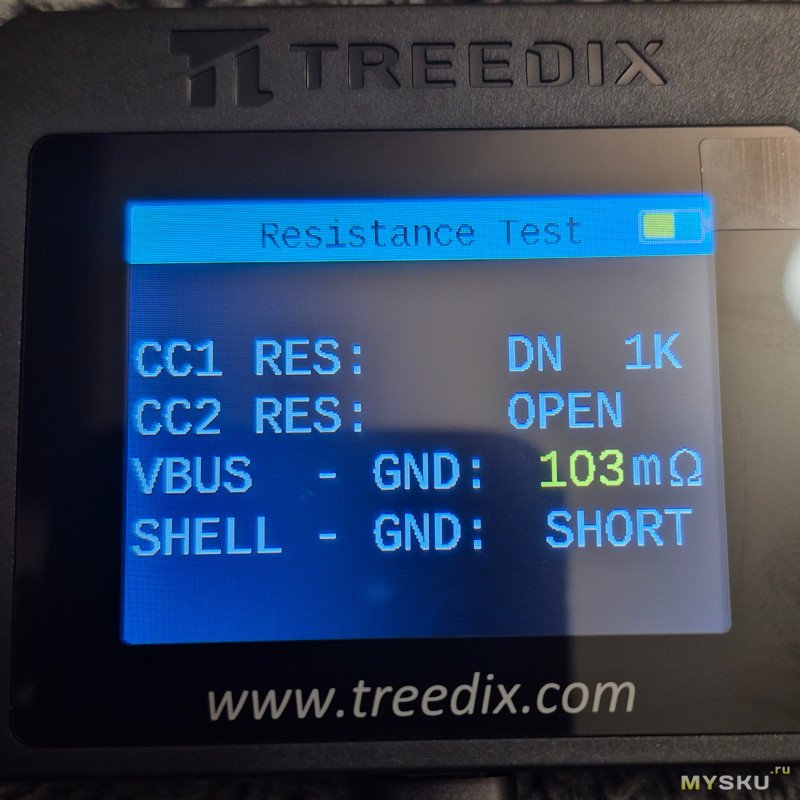 TREEDIX
Resistance Test
CC1 RES: DN 1K
CC2 RES: OPEN
VBUS - GND: 103mΩ
SHELL - GND: SHORT
www.treedix.com
MYSKU.ru